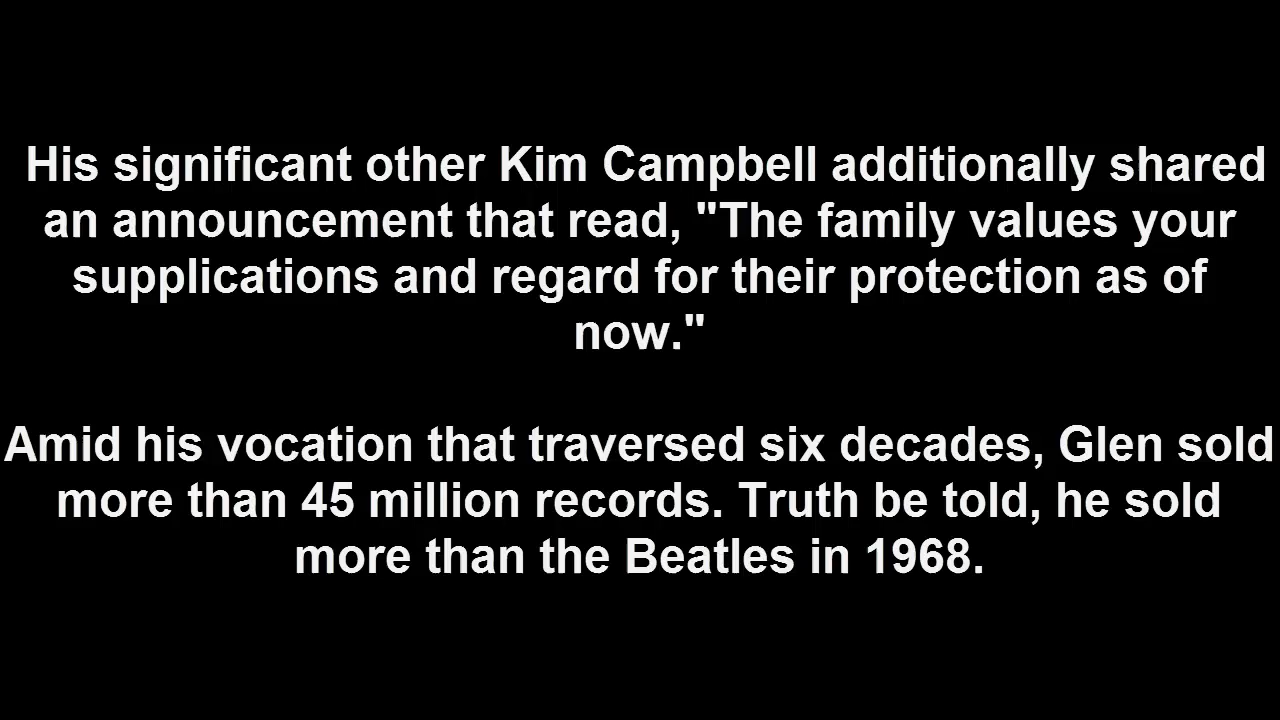 His significant other Kim Campbell additionally shared
an announcement that read, "The family values your
supplications and regard for their protection as of
now."
Amid his vocation that traversed six decades, Glen sold
more than 45 million records. Truth be told, he sold
more than the Beatles in 1968.